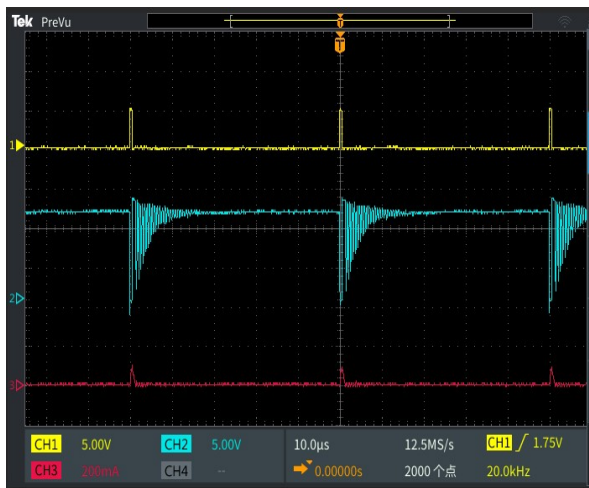 Tek PreVu
T
T
1
2
3
CH1 5.00V CH2 5.00V 10.0µs 12.5MS/s CH1 / 1.75V
CH3 200mA CH4 -- 0.00000s 2000 个点 20.0kHz